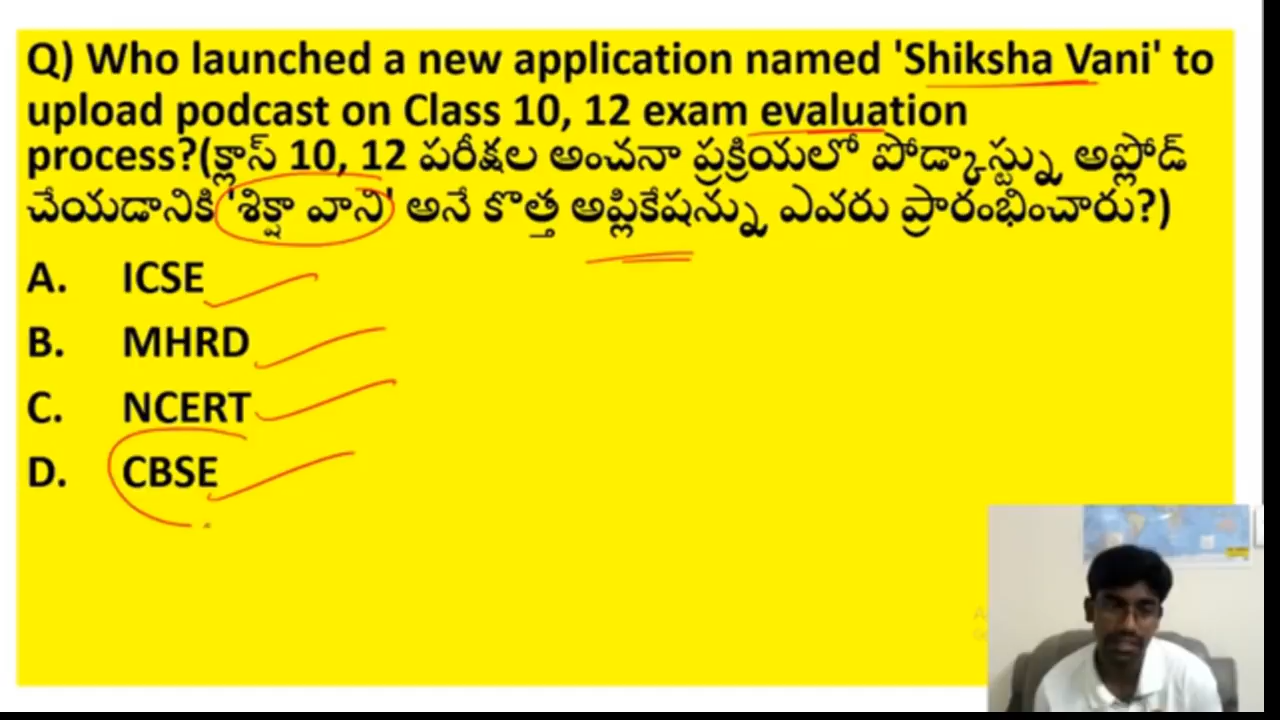 Q) Who launched a new application named 'Shiksha Vani' to
upload podcast on Class 10, 12 exam evaluation
process?(క్లాస్ 10, 12 పరీక్షల అంచనా ప్రక్రియలో పోడ్కాస్ట్ను అప్లోడ్
చేయడానికి 'శిక్షా వాని' అనే కొత్త అప్లికేషన్ను ఎవరు ప్రారంభించారు?)
A. ICSE
B. MHRD
C. NCERT
D. CBSE